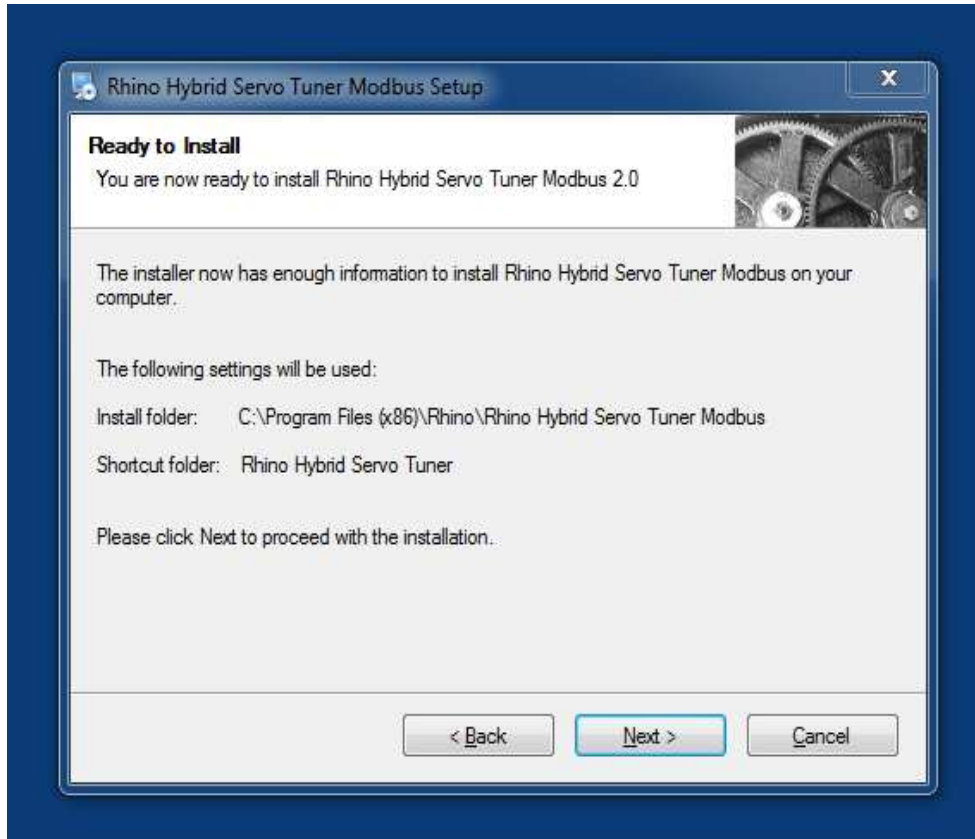 Rhino Hybrid Servo Tuner Modbus Setup
X
Ready to Install
You are now ready to install Rhino Hybrid Servo Tuner Modbus 2.0
The installer now has enough information to install Rhino Hybrid Servo Tuner Modbus on your
computer.
The following settings will be used:
Install folder: C:\Program Files (x86)\Rhino\Rhino Hybrid Servo Tuner Modbus
Shortcut folder: Rhino Hybrid Servo Tuner
Please click Next to proceed with the installation.
< Back Next > Cancel